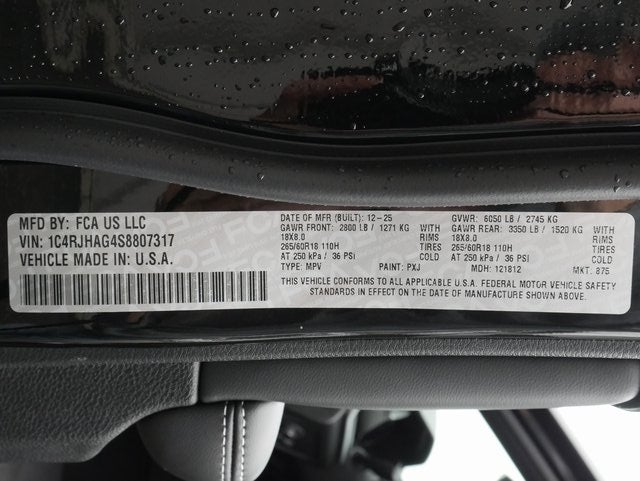 MFD BY: FCA US LLC
VIN: 1C4RJHAG4S8807317
VEHICLE MADE IN: U.S.A.
DATE OF MFR (BUILT): 12-25 GVWR: 6050 LB / 2745 KG
GAWR FRONT: 2800 LB / 1271 KG WITH GAWR REAR: 3350 LB / 1520 KG WITH
18X8.0 RIMS 18X8.0 RIMS
265/60R18 110H TIRES 265/60R18 110H TIRES
AT 250 kPa / 36 PSI COLD AT 250 kPa / 36 PSI COLD
TYPE: MPV PAINT: PXJ MDH: 121812 MKT: 875
THIS VEHICLE CONFORMS TO ALL APPLICABLE U.S.A. FEDERAL MOTOR VEHICLE SAFETY
STANDARDS IN EFFECT ON THE DATE OF MANUFACTURE SHOWN ABOVE.